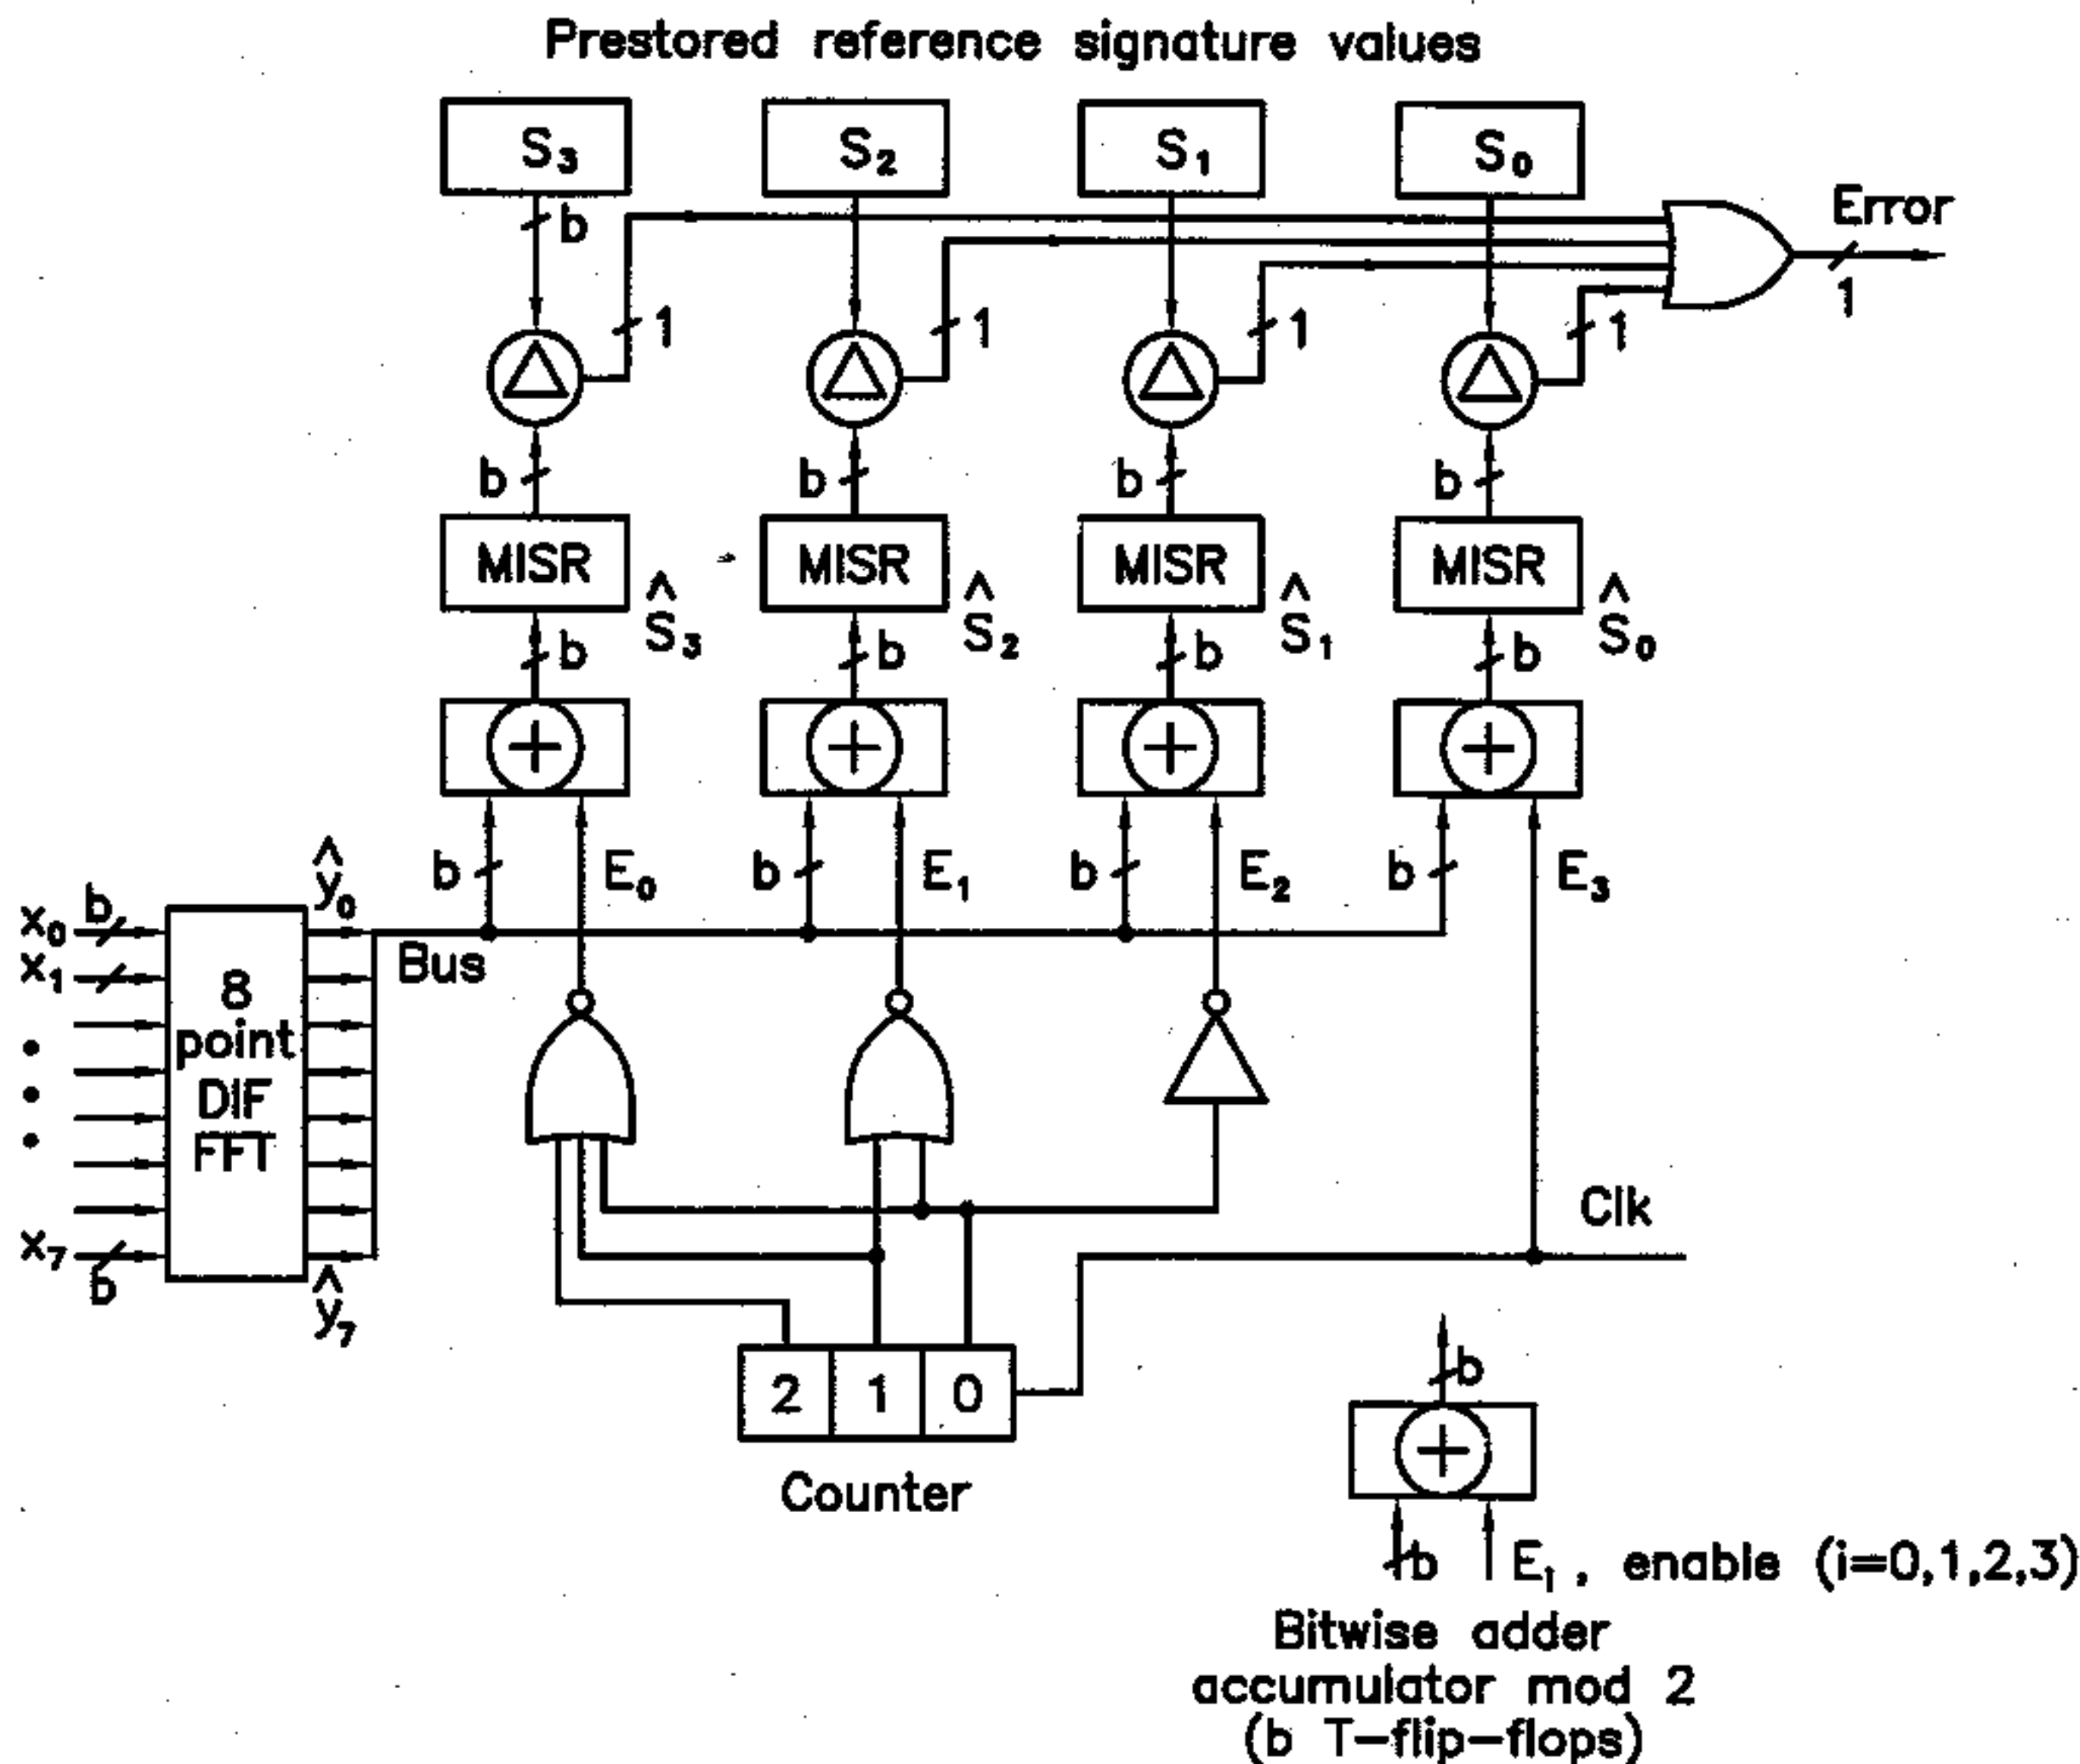 Prestored reference signature values
S3 S2 S1 S0
Error
b
1 1 1 1 1
b b b b
MISR MISR MISR MISR
Ŝ3 Ŝ2 Ŝ1 Ŝ0
b b b b
+ + + +
b E0 b E1 b E2 b E3
x0 b
x1
x7 b
8
point
DIF
FFT
ŷ0
ŷ7
Bus
Clk
2 1 0
Counter
b
+
b Ei, enable (i=0,1,2,3)
Bitwise adder
accumulator mod 2
(b T-flip-flops)